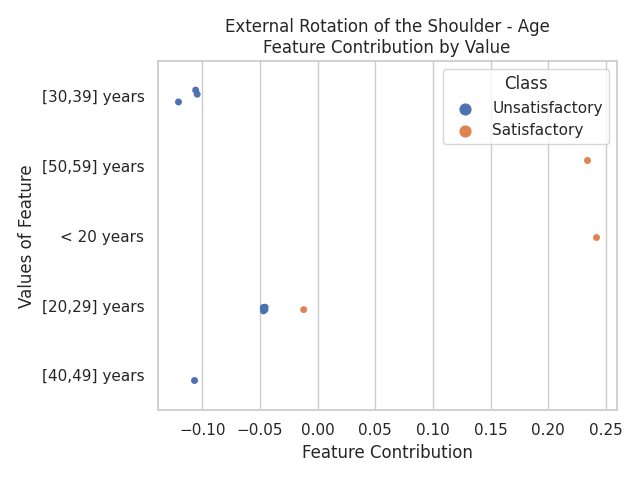 External Rotation of the Shoulder - Age
Feature Contribution by Value
Class
Unsatisfactory
Satisfactory
Values of Feature
[30,39] years
[50,59] years
< 20 years
[20,29] years
[40,49] years
−0.10 −0.05 0.00 0.05 0.10 0.15 0.20 0.25
Feature Contribution